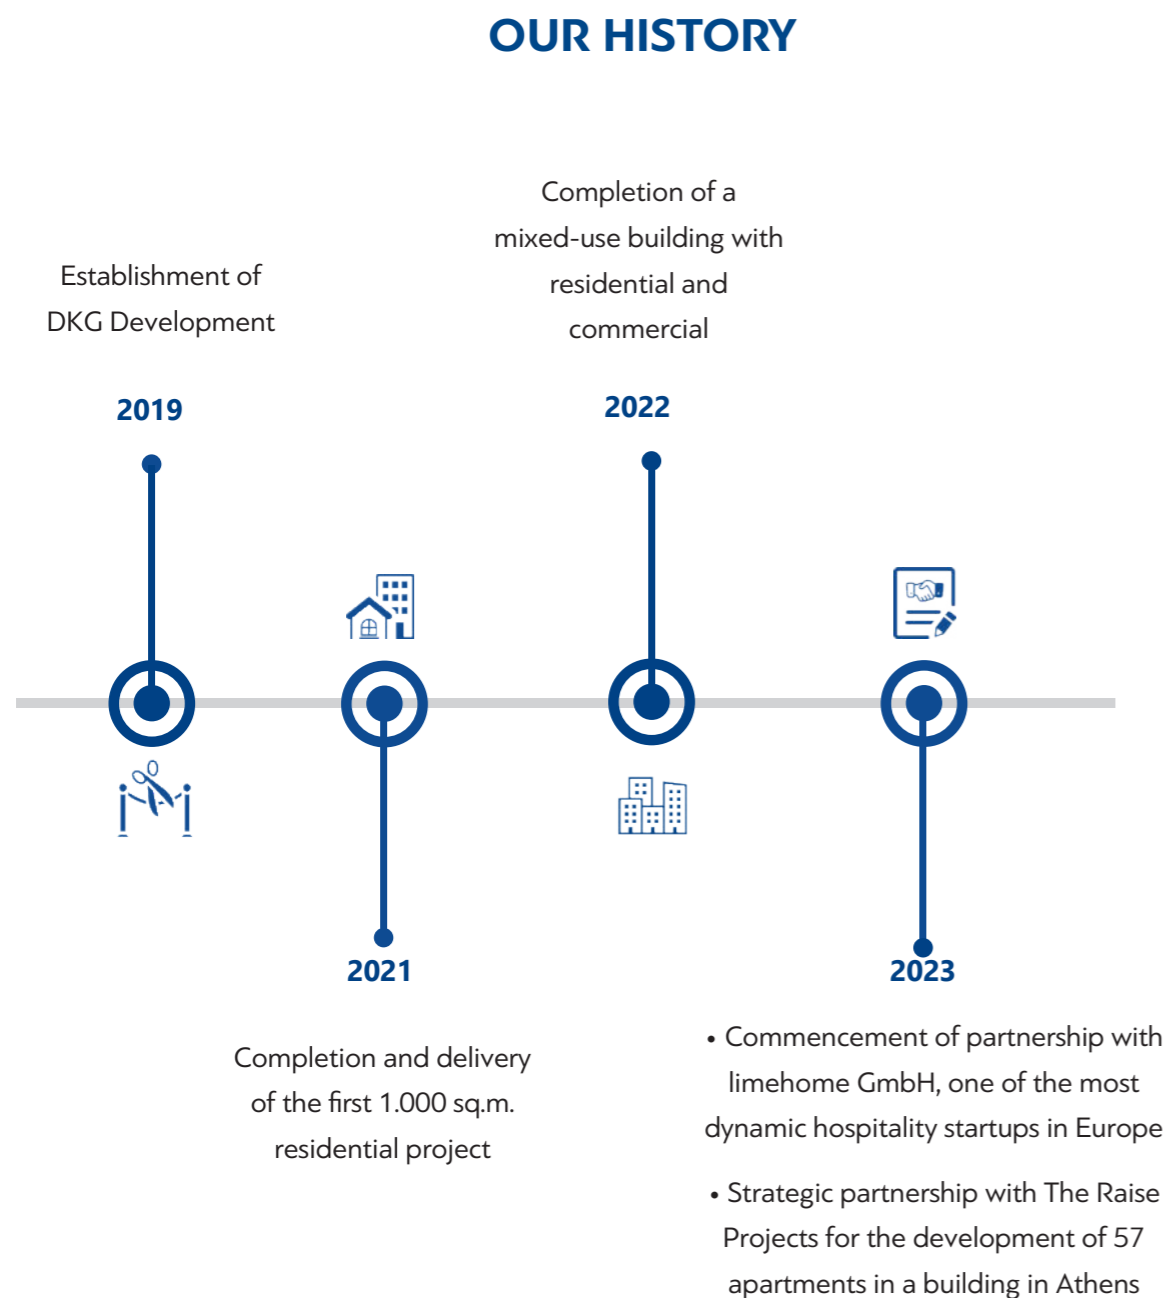 OUR HISTORY
Establishment of
DKG Development
2019
Completion and delivery
of the first 1.000 sq.m.
residential project
2021
Completion of a
mixed-use building with
residential and
commercial
2022
2023
• Commencement of partnership with
limehome GmbH, one of the most
dynamic hospitality startups in Europe
• Strategic partnership with The Raise
Projects for the development of 57
apartments in a building in Athens